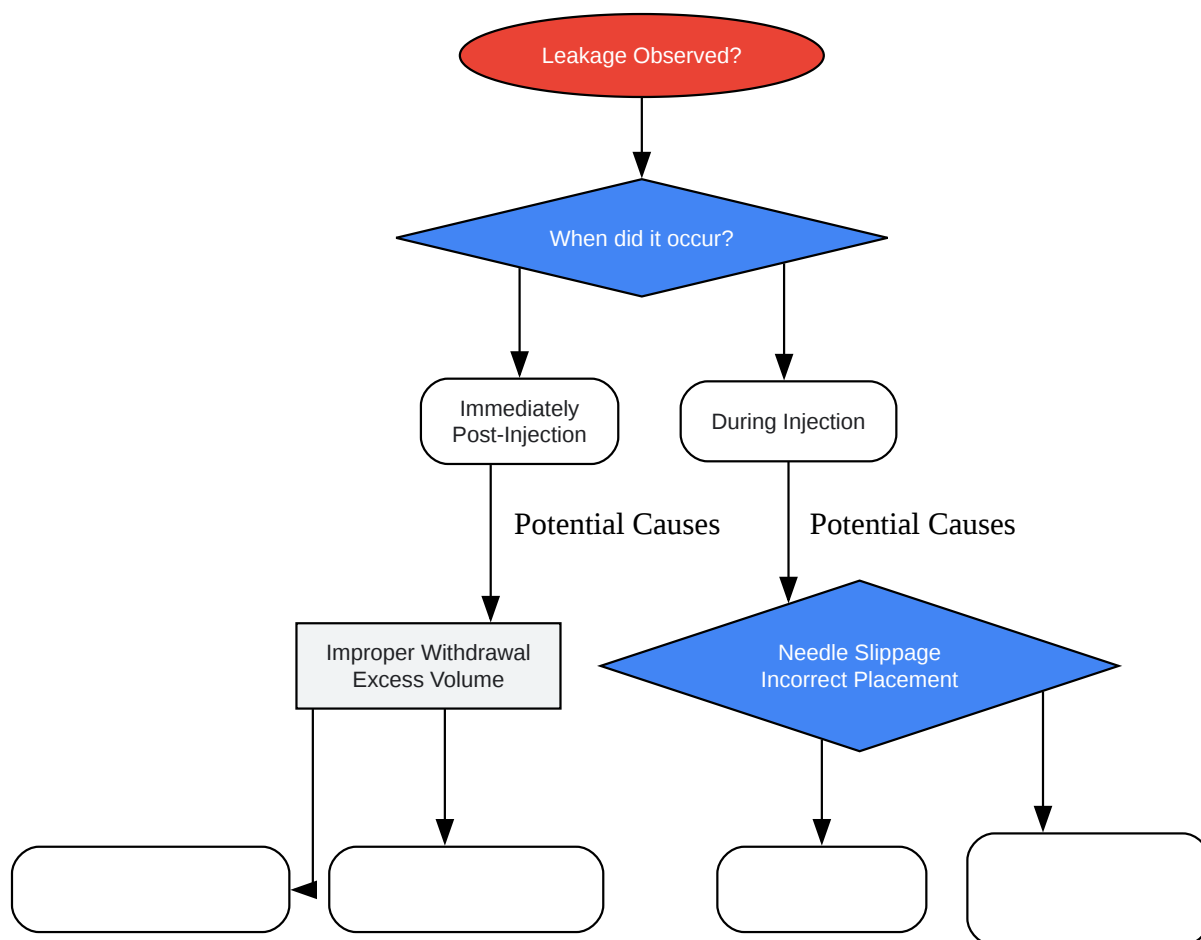 Leakage Observed?
When did it occur?
Immediately
Post-Injection
During Injection
Potential Causes
Potential Causes
Improper Withdrawal
Excess Volume
Needle Slippage
Incorrect Placement